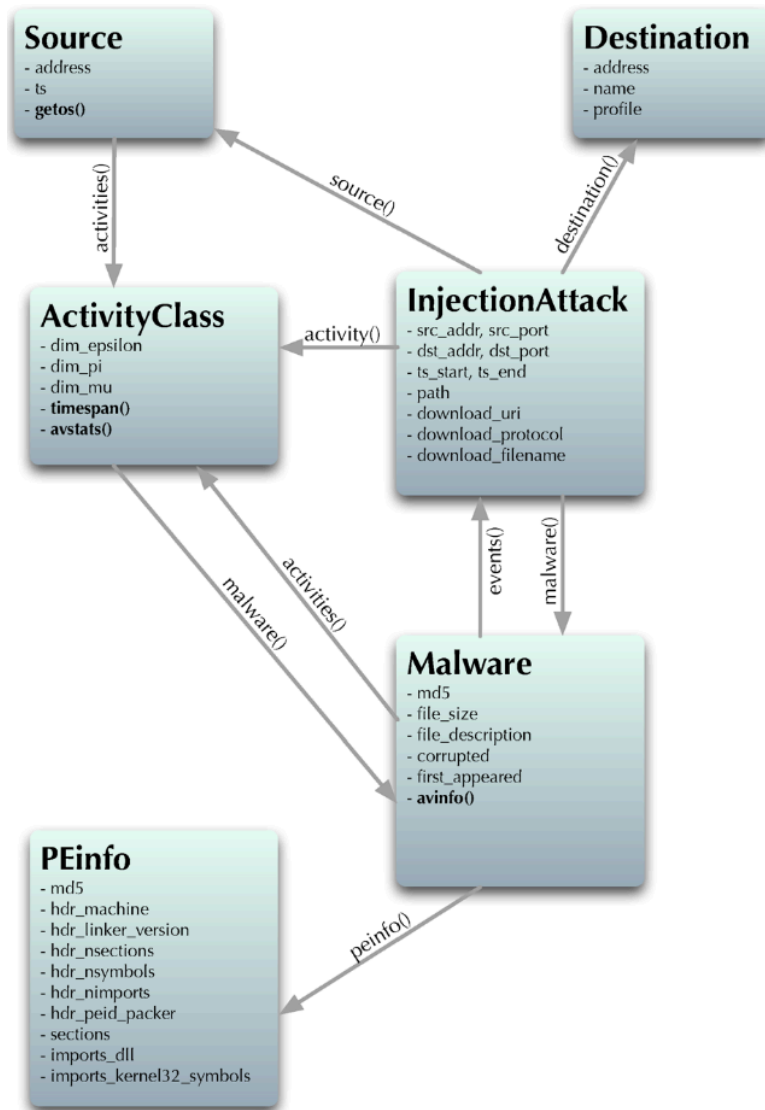 Source
- address
- ts
- getos()
Destination
- address
- name
- profile
activities()
source()
destination()
ActivityClass
- dim_epsilon
- dim_pi
- dim_mu
- timespan()
- avstats()
activity()
InjectionAttack
- src_addr, src_port
- dst_addr, dst_port
- ts_start, ts_end
- path
- download_uri
- download_protocol
- download_filename
malware()
activities()
events()
malware()
Malware
- md5
- file_size
- file_description
- corrupted
- first_appeared
- avinfo()
PEinfo
- md5
- hdr_machine
- hdr_linker_version
- hdr_nsections
- hdr_nsymbols
- hdr_nimports
- hdr_peid_packer
- sections
- imports_dll
- imports_kernel32_symbols
peinfo()